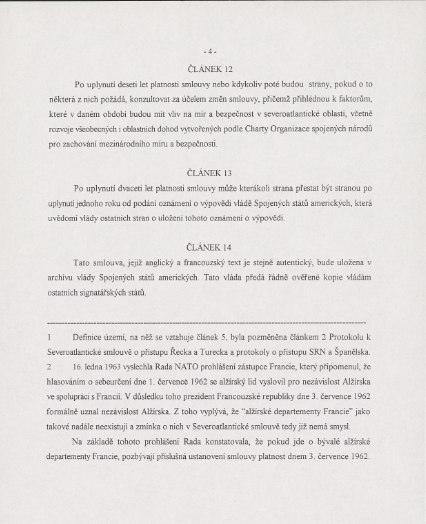 - 4 -
ČLÁNEK 12
Po uplynutí deseti let platnosti smlouvy nebo kdykoliv poté budou strany, pokud o to
některá z nich požádá, konzultovat za účelem změn smlouvy, přičemž přihlédnou k faktorům,
které v daném období budou mít vliv na mír a bezpečnost v severoatlantické oblasti, včetně
rozvoje všeobecných i oblastních dohod vytvořených podle Charty Organizace spojených národů
pro zachování mezinárodního míru a bezpečnosti.
ČLÁNEK 13
Po uplynutí dvaceti let platnosti smlouvy může kterákoli strana přestat být stranou po
uplynutí jednoho roku od podání oznámení o výpovědi vládě Spojených států amerických, která
uvědomí vlády ostatních stran o uložení tohoto oznámení o výpovědi.
ČLÁNEK 14
Tato smlouva, jejíž anglický a francouzský text je stejně autentický, bude uložena v
archívu vlády Spojených států amerických. Tato vláda předá řádně ověřené kopie vládám
ostatních signatářských států.
1 Definice území, na něž se vztahuje článek 5, byla pozměněna článkem 2 Protokolu k
Severoatlantické smlouvě o přístupu Řecka a Turecka a protokoly o přístupu SRN a Španělska.
2 16. ledna 1963 vyslechla Rada NATO prohlášení zástupce Francie, který připomenul, že
hlasováním o sebeurčení dne 1. července 1962 se alžírský lid vyslovil pro nezávislost Alžírska
ve spolupráci s Francií. V důsledku toho prezident Francouzské republiky dne 3. července 1962
formálně uznal nezávislost Alžírska. Z toho vyplývá, že "alžírské departementy Francie" jako
takové nadále neexistují a zmínka o nich v Severoatlantické smlouvě tedy již nemá smysl.
Na základě tohoto prohlášení Rada konstatovala, že pokud jde o bývalé alžírské
departementy Francií, pozbývají příslušná ustanovení smlouvy platnost dnem 3. července 1962.